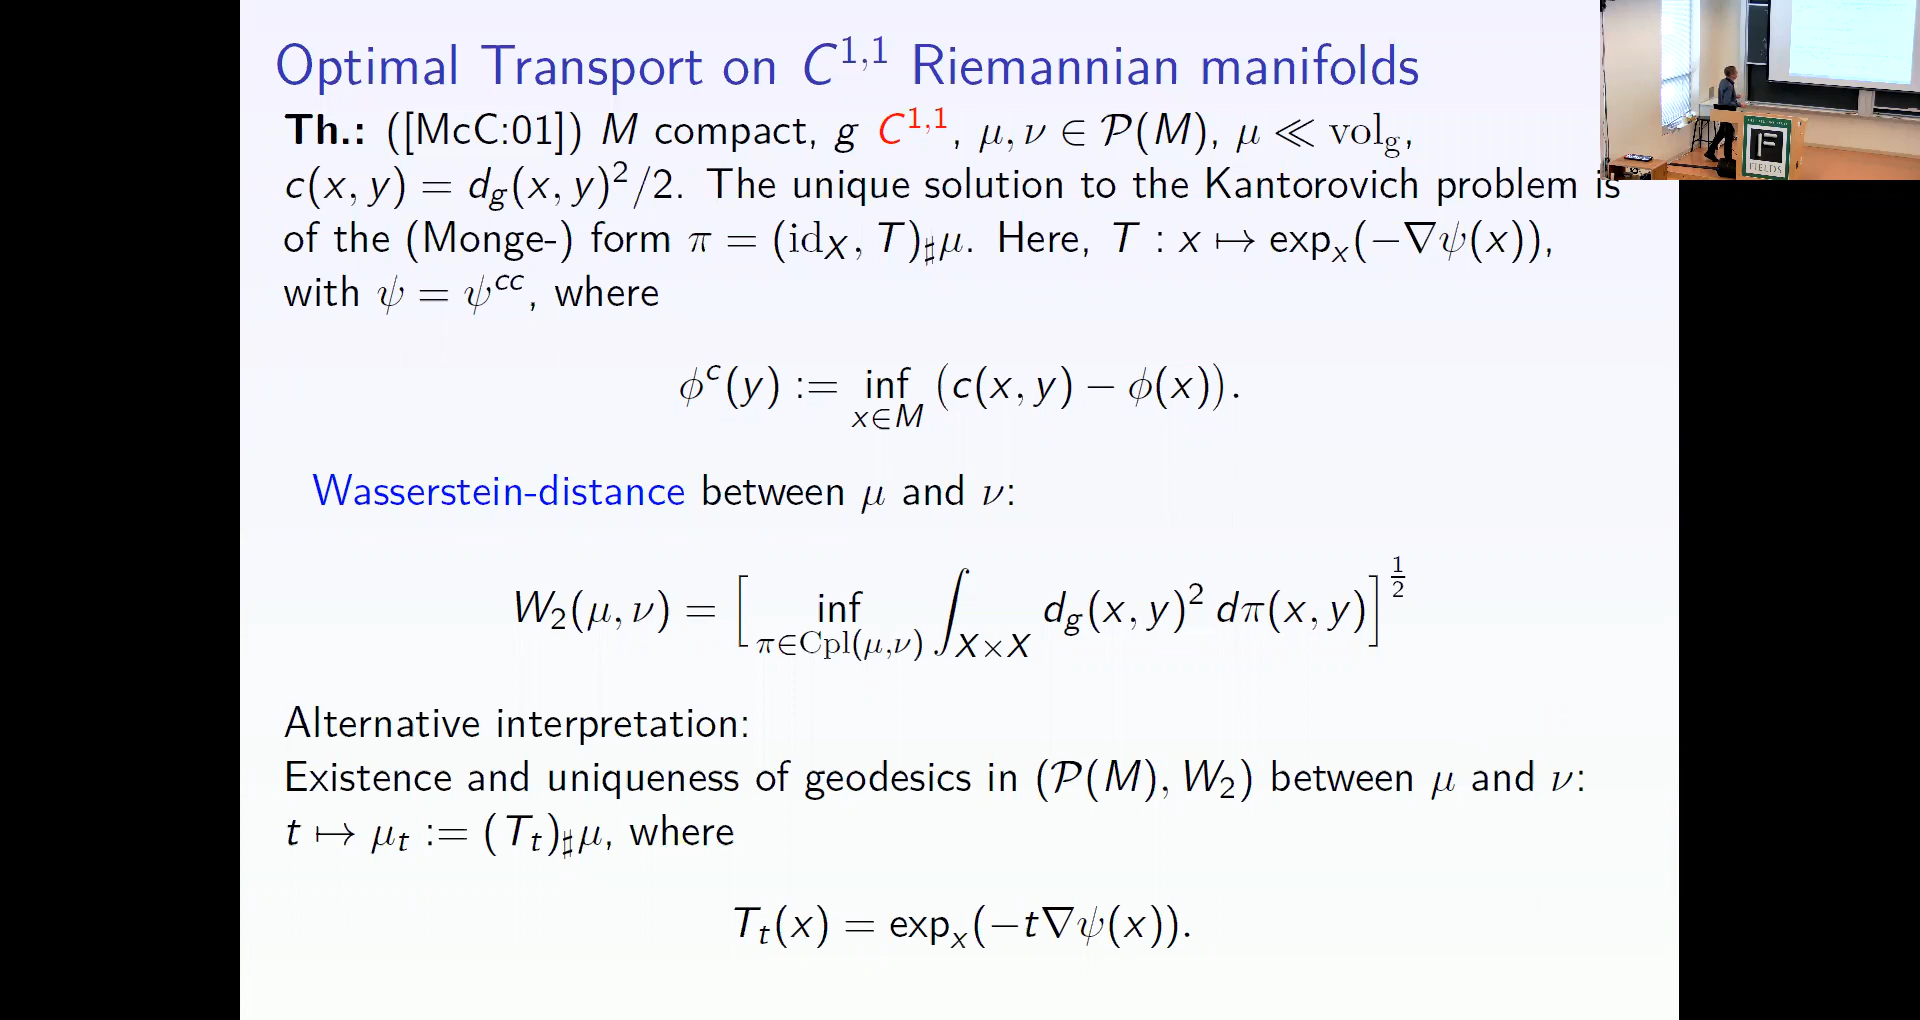 Optimal Transport on C^{1,1} Riemannian manifolds
Th.: ([McC:01]) M compact, g C^{1,1}, μ, ν ∈ 𝒫(M), μ ≪ vol_g,
c(x, y) = d_g(x, y)^2/2. The unique solution to the Kantorovich problem is
of the (Monge-) form π = (id_X, T)_♯μ. Here, T : x ↦ exp_x(−∇ψ(x)),
with ψ = ψ^{cc}, where
ϕ^c(y) := inf_{x∈M} (c(x, y) − ϕ(x)).
Wasserstein-distance between μ and ν:
W_2(μ, ν) = [inf_{π∈Cpl(μ,ν)} ∫_{X×X} d_g(x, y)^2 dπ(x, y)]^{1/2}
Alternative interpretation:
Existence and uniqueness of geodesics in (𝒫(M), W_2) between μ and ν:
t ↦ μ_t := (T_t)_♯μ, where
T_t(x) = exp_x(−t∇ψ(x)).
FIELDS